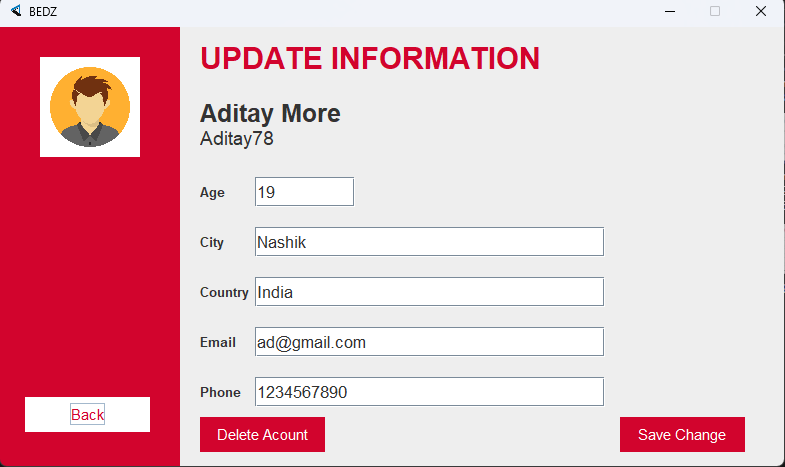 BEDZ
UPDATE INFORMATION
Aditay More
Aditay78
Age 19
City Nashik
Country India
Email ad@gmail.com
Phone 1234567890
Back
Delete Acount
Save Change